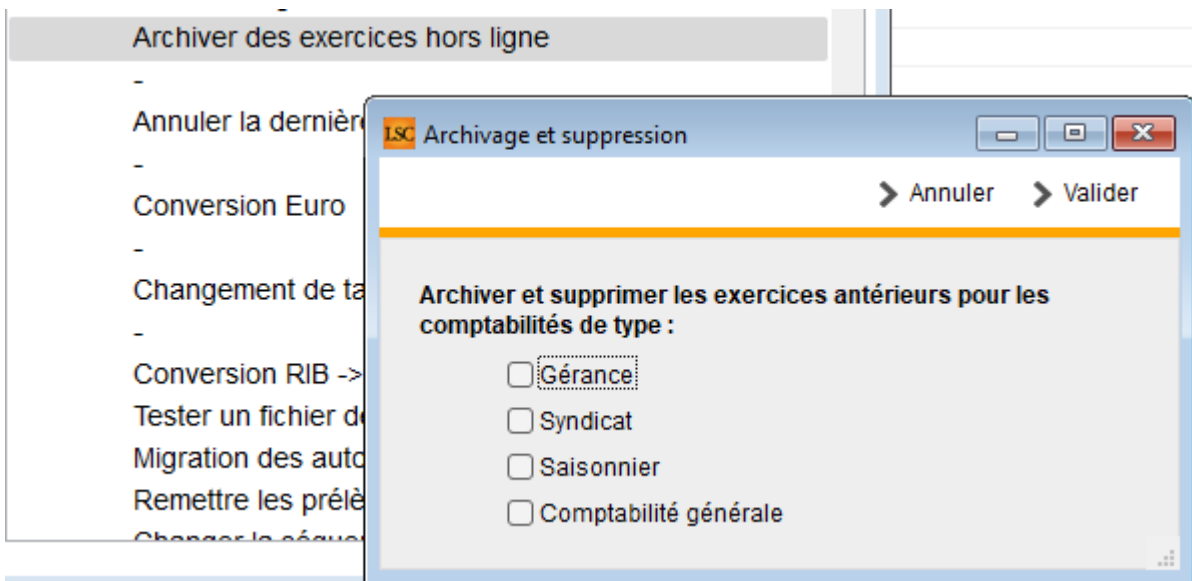 Archiver des exercices hors ligne
-
Annuler la dernière
-
Conversion Euro
-
Changement de ta
-
Conversion RIB ->
Tester un fichier de
Migration des auto
Remettre les prélè
LSC Archivage et suppression
Annuler Valider
Archiver et supprimer les exercices antérieurs pour les
comptabilités de type :
Gérance
Syndicat
Saisonnier
Comptabilité générale